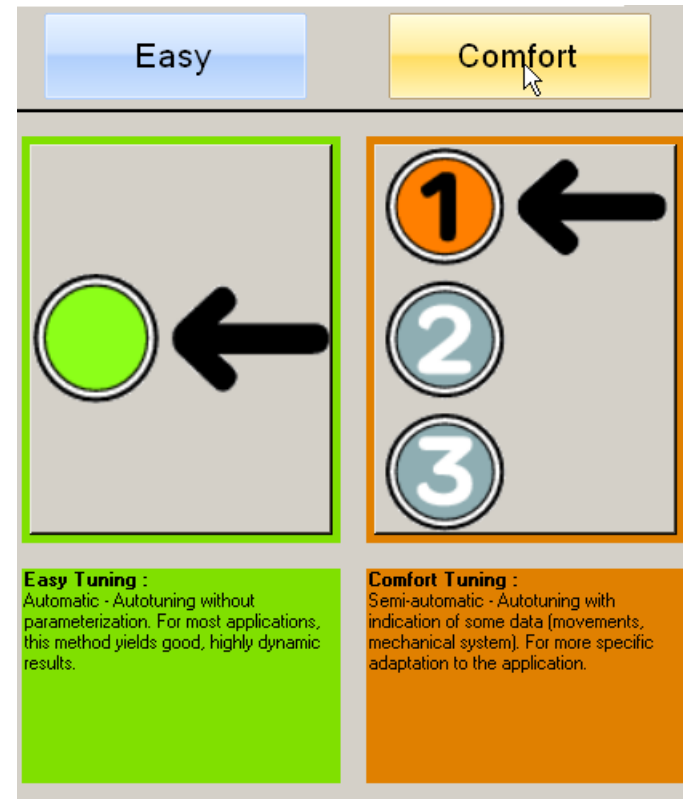 Easy
Comfort
1
2
3
Easy Tuning :
Automatic - Autotuning without
parameterization. For most applications,
this method yields good, highly dynamic
results.
Comfort Tuning :
Semi-automatic - Autotuning with
indication of some data (movements,
mechanical system). For more specific
adaptation to the application.